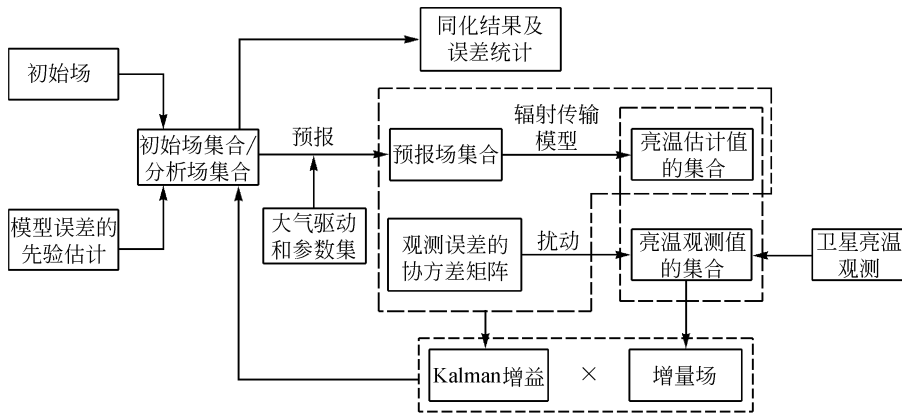 同化结果及
误差统计
初始场
初始场集合/
分析场集合
预报
预报场集合
辐射传输
模型
亮温估计值
的集合
模型误差的
先验估计
大气驱动
和参数集
观测误差的
协方差矩阵
扰动
亮温观测值
的集合
卫星亮温
观测
Kalman增益
×
增量场